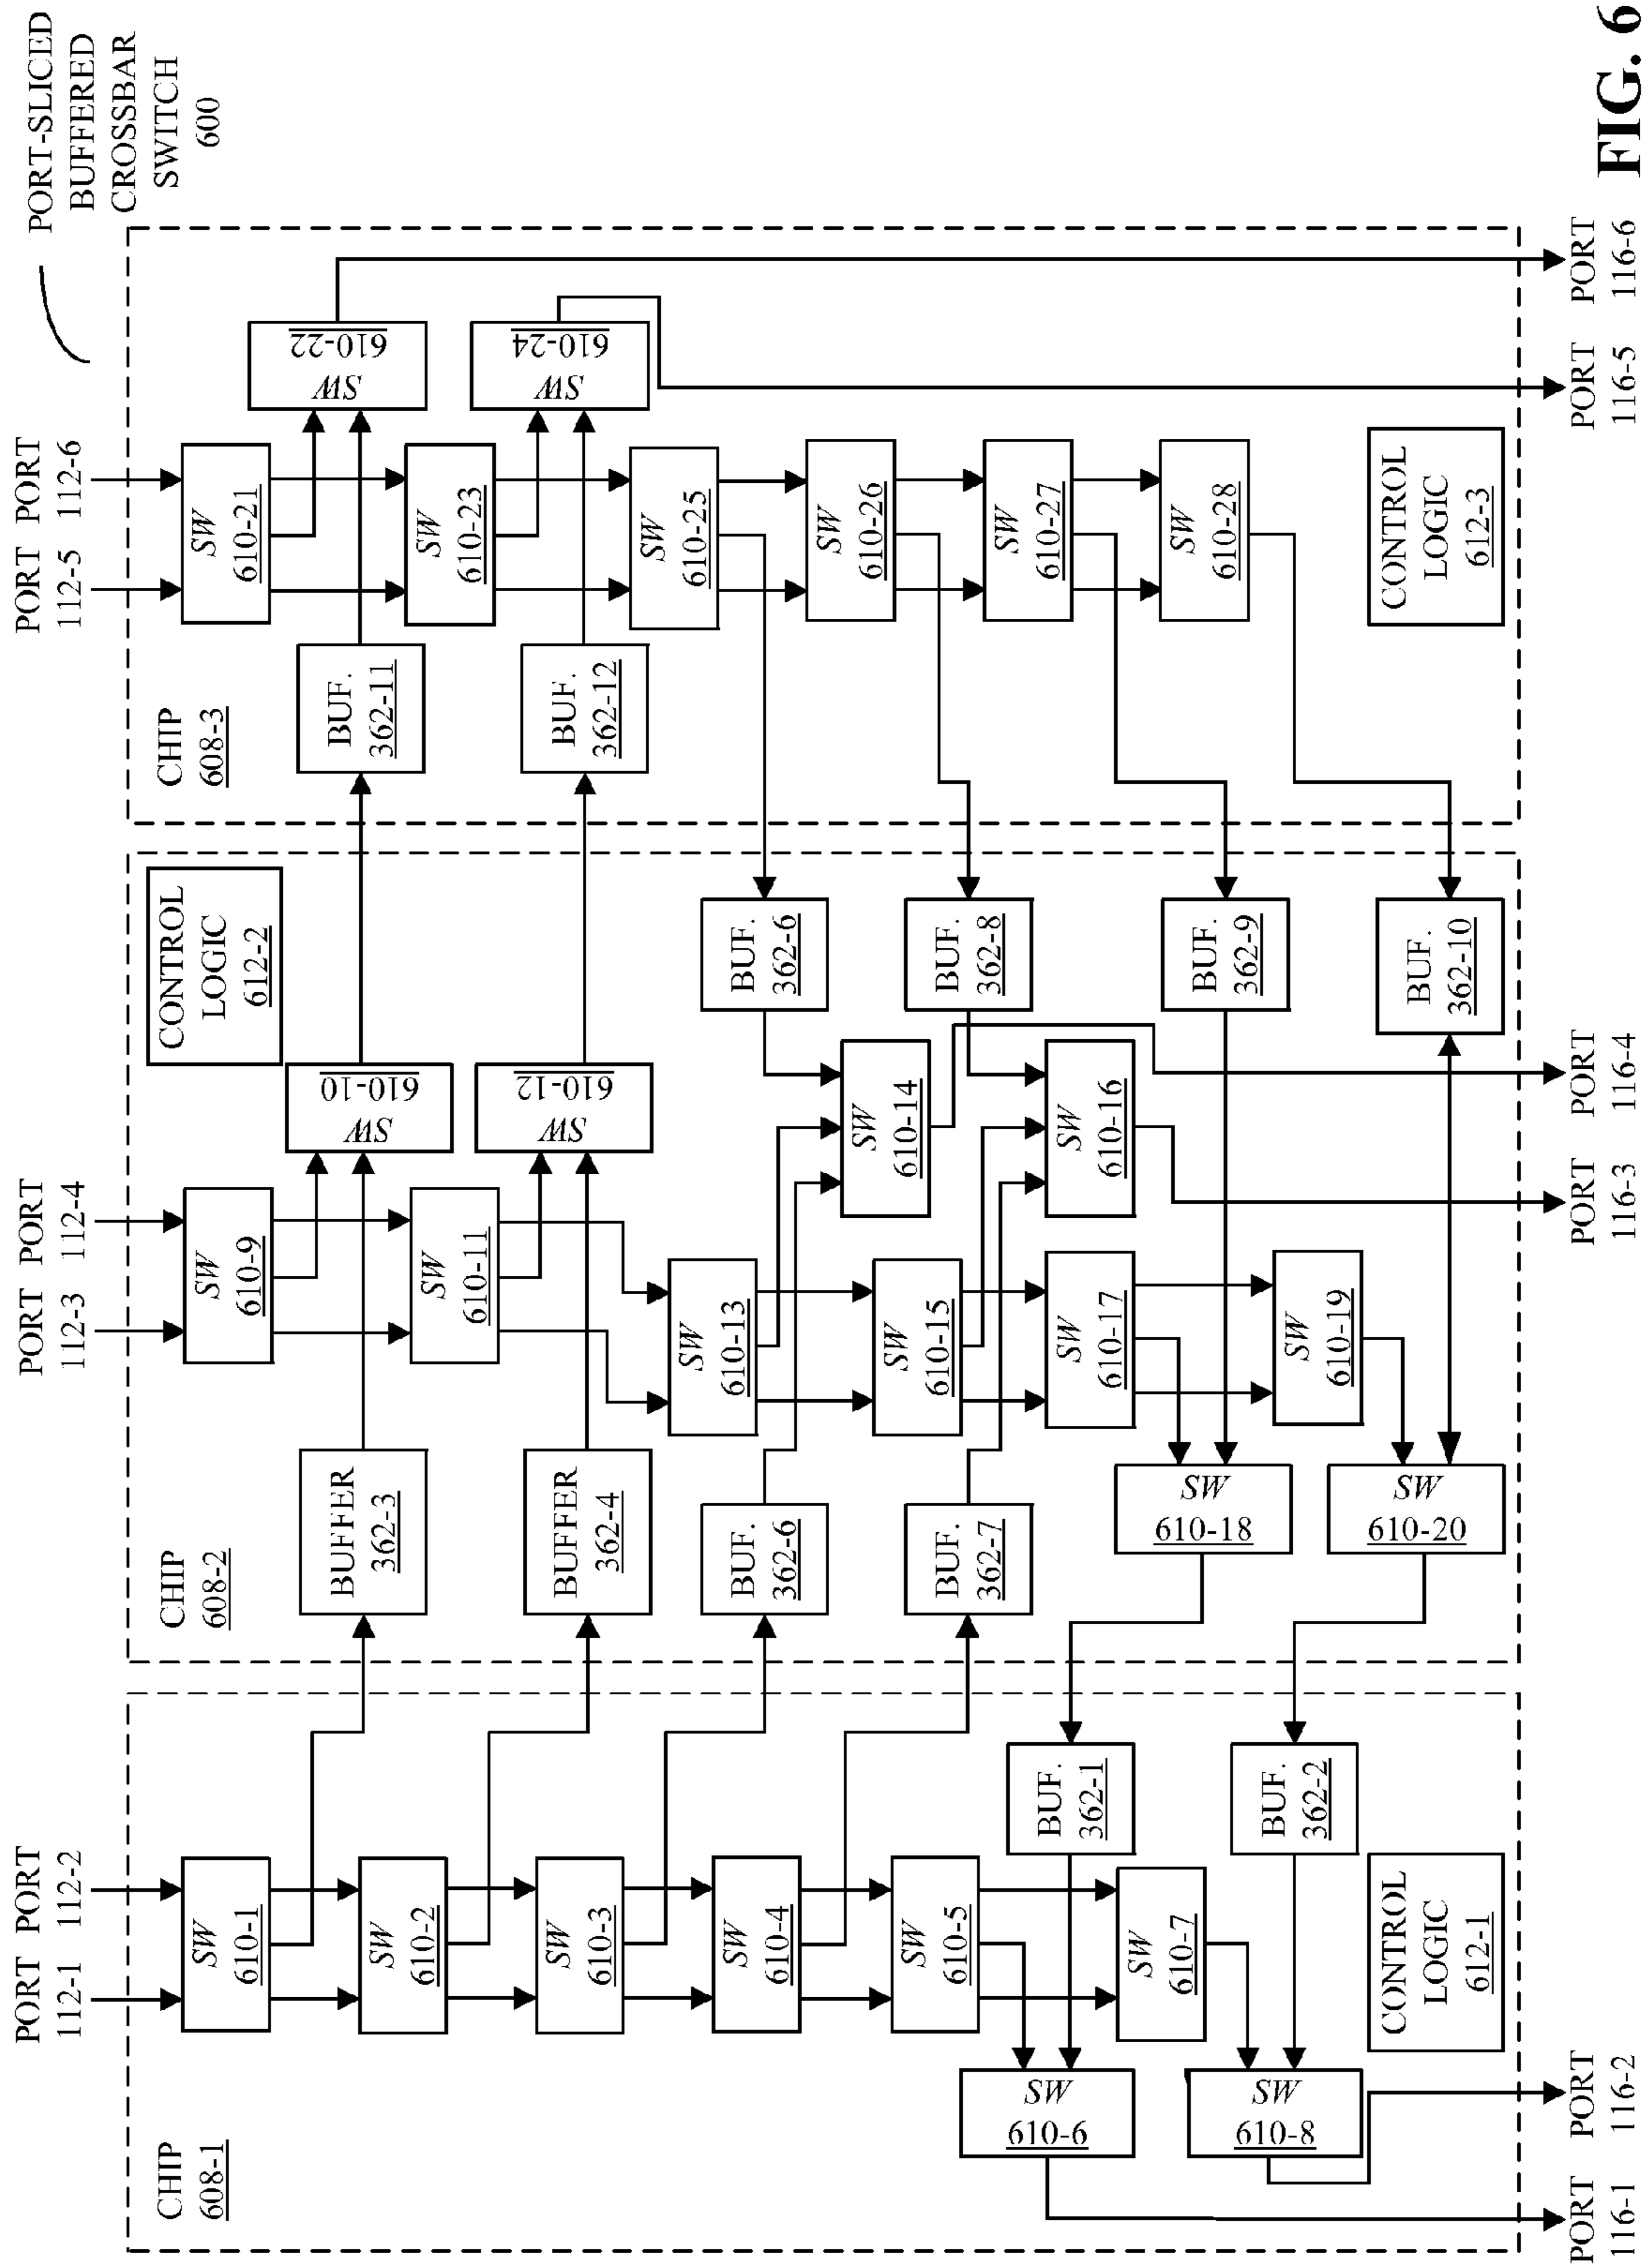 PORT-SLICED
BUFFERED
CROSSBAR
SWITCH
600
PORT
112-1
PORT
112-2
PORT
112-3
PORT
112-4
PORT
112-5
PORT
112-6
CHIP
608-1
SW
610-1
SW
610-2
SW
610-3
SW
610-4
SW
610-5
SW
610-6
SW
610-7
SW
610-8
BUF.
362-1
BUF.
362-2
CONTROL
LOGIC
612-1
CHIP
608-2
BUFFER
362-3
BUFFER
362-4
BUF.
362-6
BUF.
362-7
SW
610-9
SW
610-10
SW
610-11
SW
610-12
SW
610-13
SW
610-14
SW
610-15
SW
610-16
SW
610-17
SW
610-18
SW
610-19
SW
610-20
CONTROL
LOGIC
612-2
BUF.
362-6
BUF.
362-8
BUF.
362-9
BUF.
362-10
CHIP
608-3
BUF.
362-11
BUF.
362-12
SW
610-21
SW
610-22
SW
610-23
SW
610-24
SW
610-25
SW
610-26
SW
610-27
SW
610-28
CONTROL
LOGIC
612-3
PORT
116-1
PORT
116-2
PORT
116-3
PORT
116-4
PORT
116-5
PORT
116-6
FIG. 6